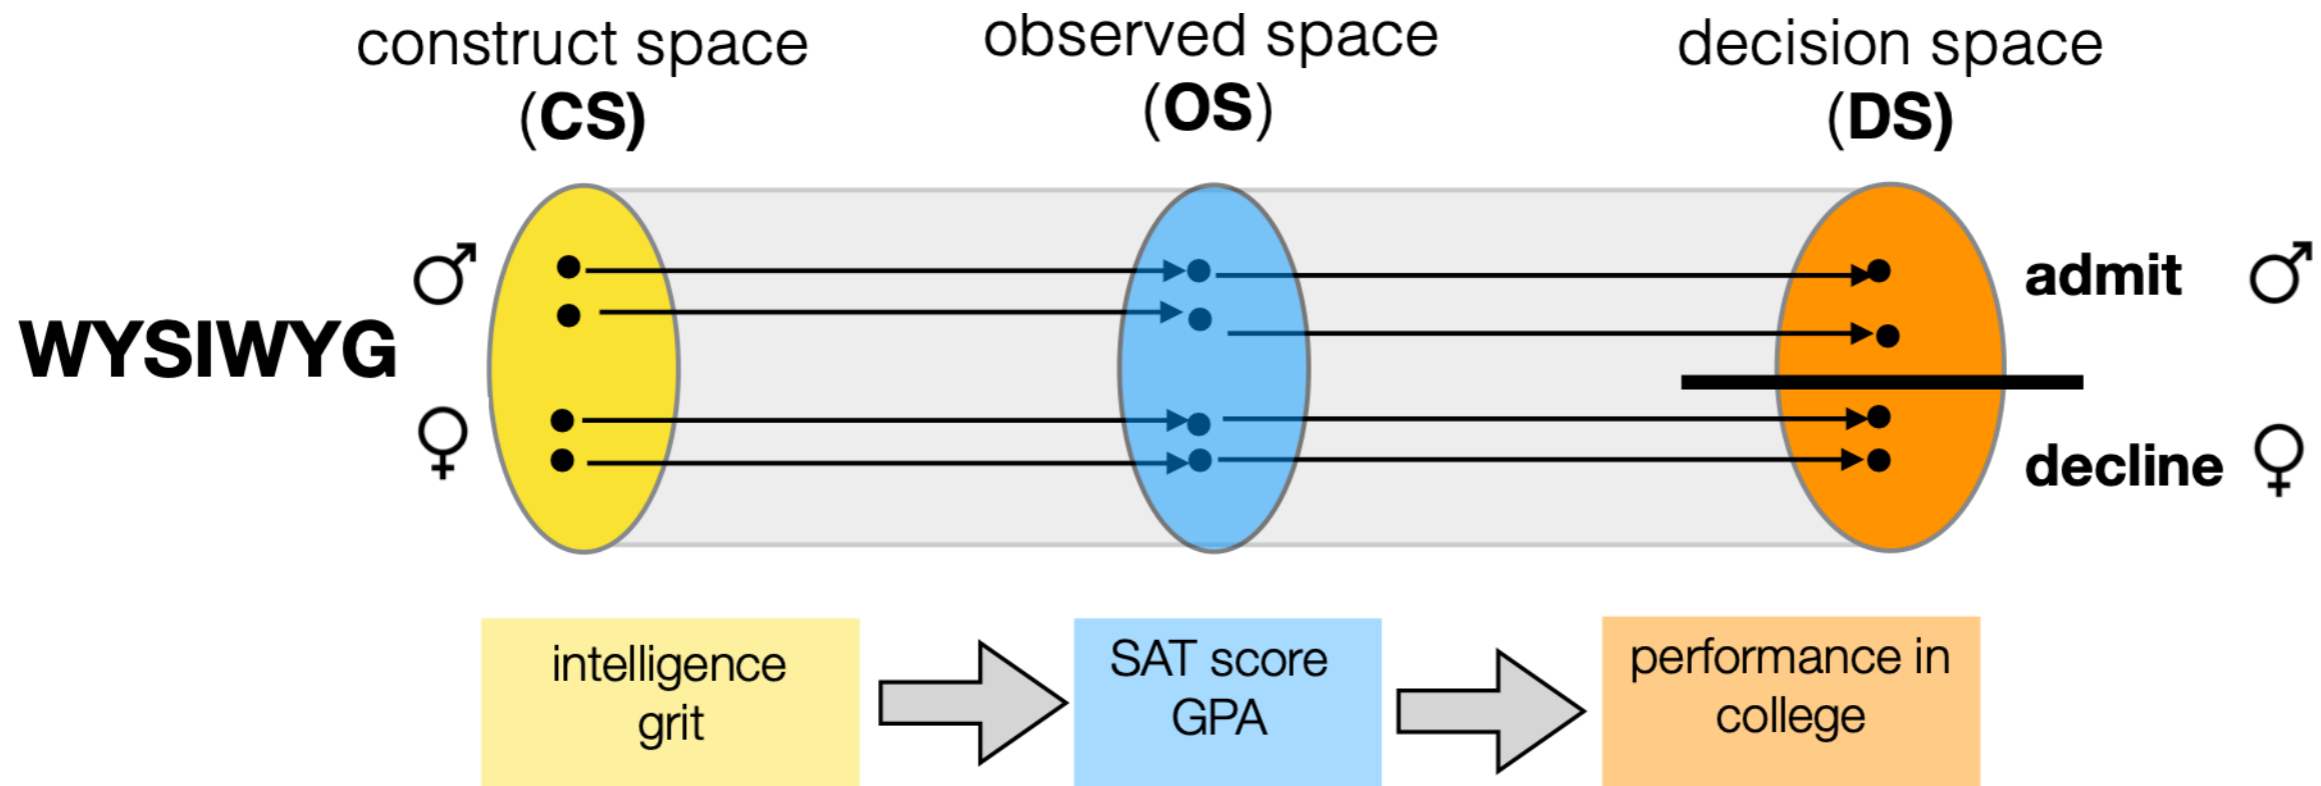 construct space
(CS)
observed space
(OS)
decision space
(DS)
♂
admit ♂
WYSIWYG
♀
decline ♀
intelligence
grit
SAT score
GPA
performance in
college